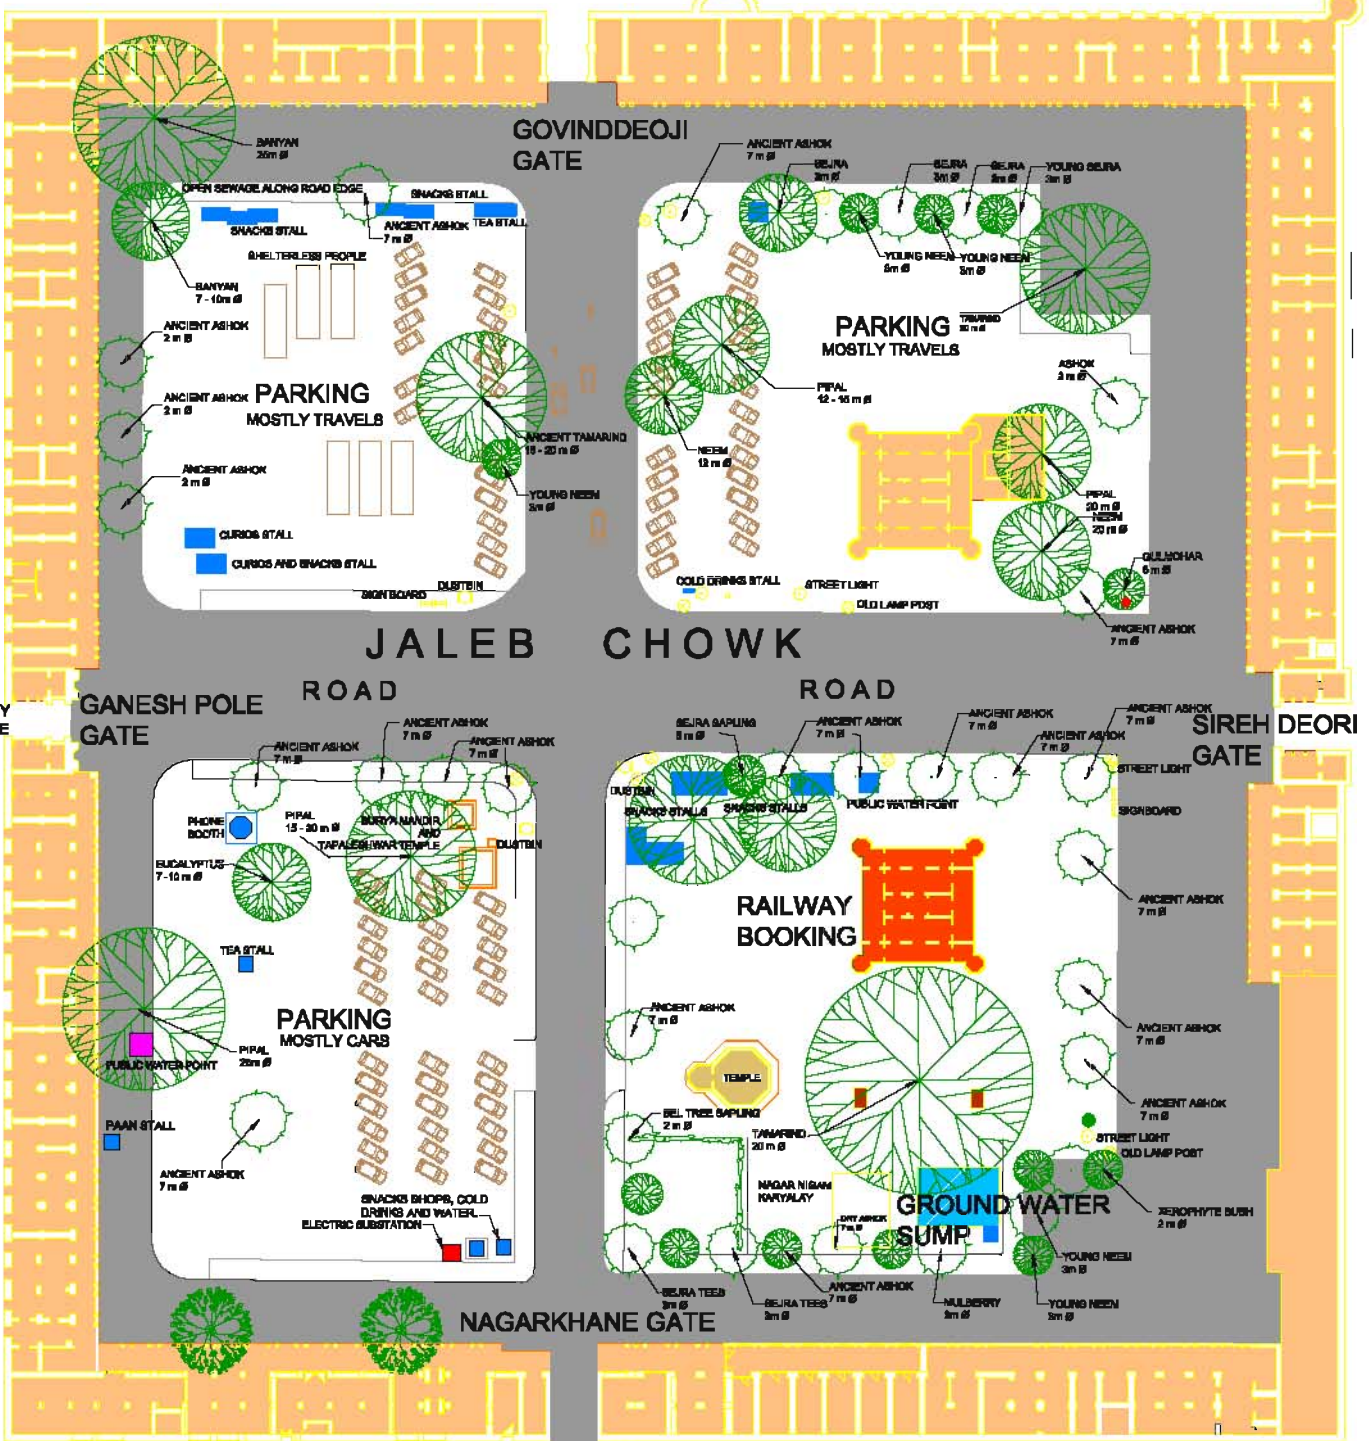 GOVINDDEOJI
GATE
BANYAN
25m Ø
OPEN SEWAGE ALONG ROAD EDGE
SNACKS STALL
SNACKS STALL
ANCIENT ASHOK
7 m Ø
TEA STALL
SHELTERLESS PEOPLE
BANYAN
7 - 10m Ø
ANCIENT ASHOK
2 m Ø
ANCIENT ASHOK
2 m Ø
ANCIENT ASHOK
2 m Ø
PARKING
MOSTLY TRAVELS
ANCIENT TAMARIND
15 - 20 m Ø
YOUNG NEEM
3m Ø
CURIOS STALL
CURIOS AND SNACKS STALL
SIGN BOARD
DUSTBIN
ANCIENT ASHOK
7 m Ø
SEJRA
3m Ø
SEJRA
3m Ø
SEJRA
3m Ø
YOUNG SEJRA
3m Ø
YOUNG NEEM
3m Ø
YOUNG NEEM
3m Ø
TAMARIND
PARKING
MOSTLY TRAVELS
ASHOK
2 m Ø
PIPAL
12 - 15 m Ø
NEEM
12 m Ø
PIPAL
20 m Ø
NEEM
20 m Ø
GULMOHAR
5 m Ø
ANCIENT ASHOK
7 m Ø
COLD DRINKS STALL
STREET LIGHT
OLD LAMP POST
JALEB CHOWK
ROAD
ROAD
GANESH POLE
GATE
SIREH DEORI
GATE
ANCIENT ASHOK
7 m Ø
ANCIENT ASHOK
7 m Ø
ANCIENT ASHOK
7 m Ø
PHONE
BOOTH
PIPAL
15 - 20 m Ø
SURYA MANDIR
AND
TAPALESHWAR TEMPLE
DUSTBIN
EUCALYPTUS
7 - 10 m Ø
TEA STALL
PARKING
MOSTLY CARS
PIPAL
25m Ø
PUBLIC WATER POINT
PAAN STALL
ANCIENT ASHOK
7 m Ø
SNACKS SHOPS, COLD
DRINKS AND WATER
ELECTRIC SUBSTATION
SEJRA SAPLING
5 m Ø
ANCIENT ASHOK
7 m Ø
ANCIENT ASHOK
7 m Ø
ANCIENT ASHOK
7 m Ø
ANCIENT ASHOK
7 m Ø
STREET LIGHT
SIGNBOARD
DUSTBIN
SNACKS STALLS
SNACKS STALLS
PUBLIC WATER POINT
ANCIENT ASHOK
7 m Ø
RAILWAY
BOOKING
ANCIENT ASHOK
7 m Ø
ANCIENT ASHOK
7 m Ø
TEMPLE
ANCIENT ASHOK
7 m Ø
BEL TREE SAPLING
2 m Ø
TAMARIND
20 m Ø
STREET LIGHT
OLD LAMP POST
NAGAR NIGAM
KARYALAY
DRY ASHOK
7 m Ø
GROUND WATER
SUMP
XEROPHYTE BUSH
2 m Ø
YOUNG NEEM
3m Ø
SEJRA TEES
3m Ø
SEJRA TEES
3m Ø
ANCIENT ASHOK
7 m Ø
MULBERRY
3m Ø
YOUNG NEEM
3m Ø
NAGARKHANE GATE